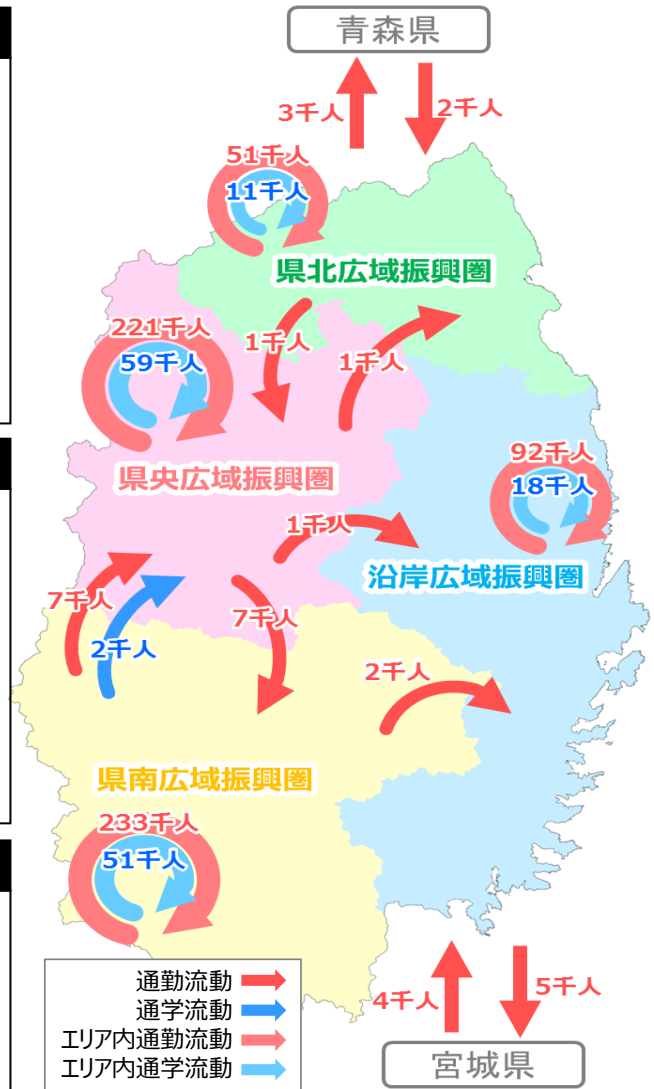 青森県
3千人
2千人
51千人
11千人
県北広域振興圏
221千人
59千人
1千人
1千人
県央広域振興圏
92千人
18千人
1千人
沿岸広域振興圏
7千人
2千人
7千人
2千人
県南広域振興圏
233千人
51千人
通勤流動
通学流動
エリア内通勤流動
エリア内通学流動
4千人
5千人
宮城県